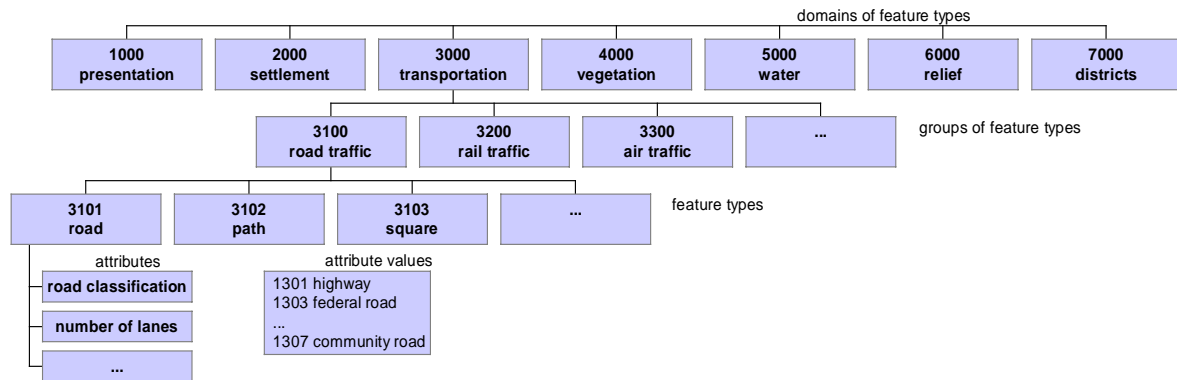 domains of feature types
1000
presentation
2000
settlement
3000
transportation
4000
vegetation
5000
water
6000
relief
7000
districts
3100
road traffic
3200
rail traffic
3300
air traffic
...
groups of feature types
3101
road
3102
path
3103
square
...
feature types
attributes
road classification
number of lanes
...
attribute values
1301 highway
1303 federal road
...
1307 community road